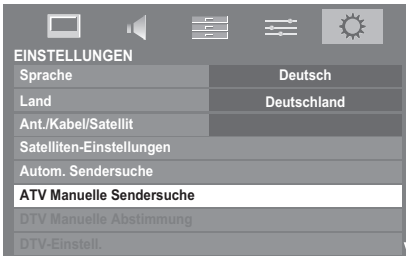 EINSTELLUNGEN
Sprache Deutsch
Land Deutschland
Ant./Kabel/Satellit
Satelliten-Einstellungen
Autom. Sendersuche
ATV Manuelle Sendersuche
DTV Manuelle Abstimmung
DTV-Einstell.